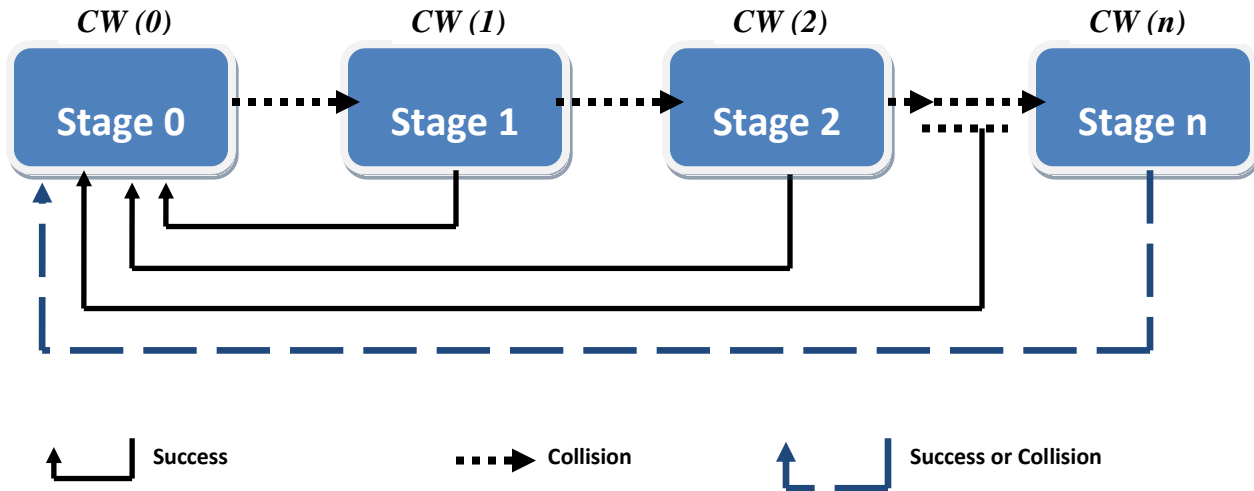 CW (0) CW (1) CW (2) CW (n)
Stage 0 Stage 1 Stage 2 Stage n
Success Collision Success or Collision